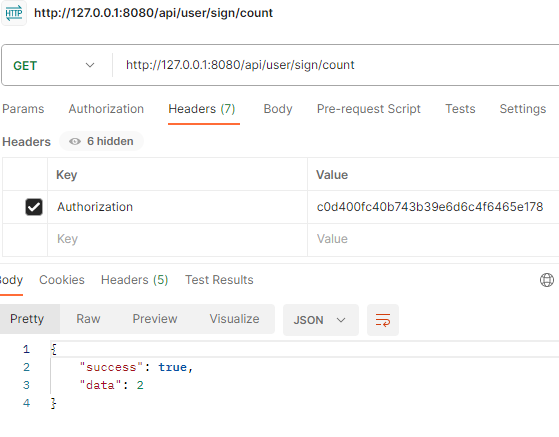 HTTP http://127.0.0.1:8080/api/user/sign/count
GET http://127.0.0.1:8080/api/user/sign/count
Params Authorization Headers (7) Body Pre-request Script Tests Settings
Headers 6 hidden
Key Value
Authorization c0d400fc40b743b39e6d6c4f6465e178
Key Value
Body Cookies Headers (5) Test Results
Pretty Raw Preview Visualize JSON
1 {
2 "success": true,
3 "data": 2
4 }